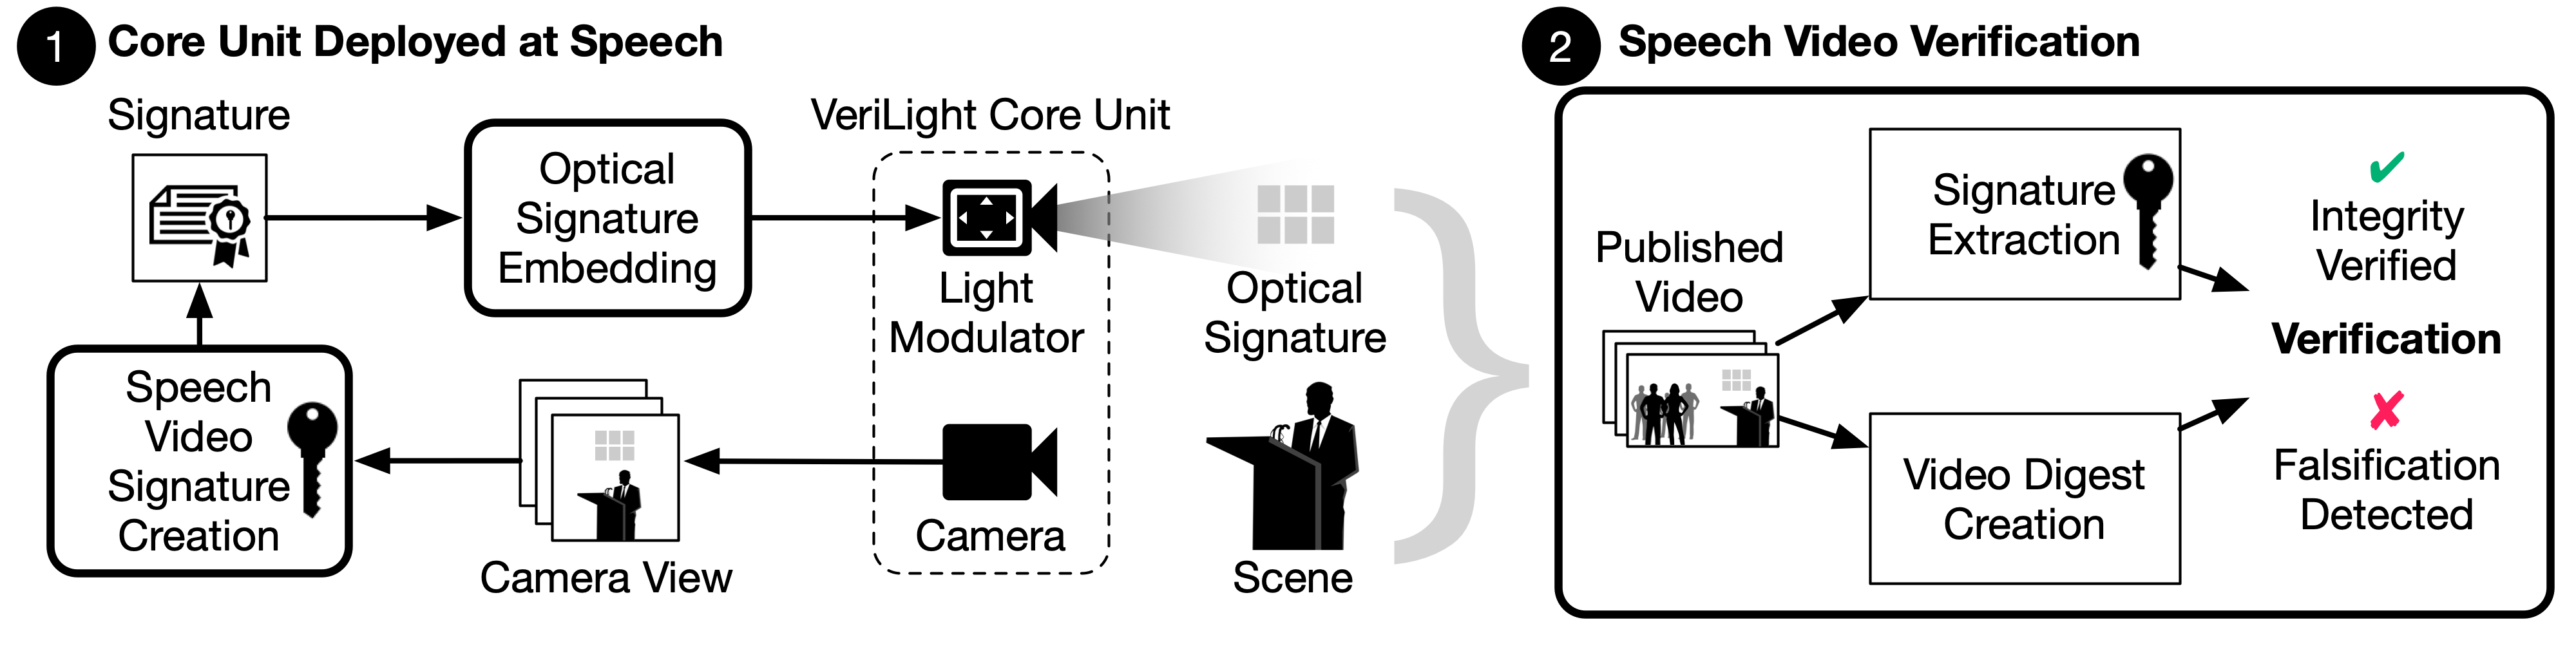 1 Core Unit Deployed at Speech
Signature
Optical
Signature
Embedding
VeriLight Core Unit
Light
Modulator
Optical
Signature
Speech
Video
Signature
Creation
Camera View
Camera
Scene
2 Speech Video Verification
Published
Video
Signature
Extraction
Video Digest
Creation
✔
Integrity
Verified
Verification
✘
Falsification
Detected